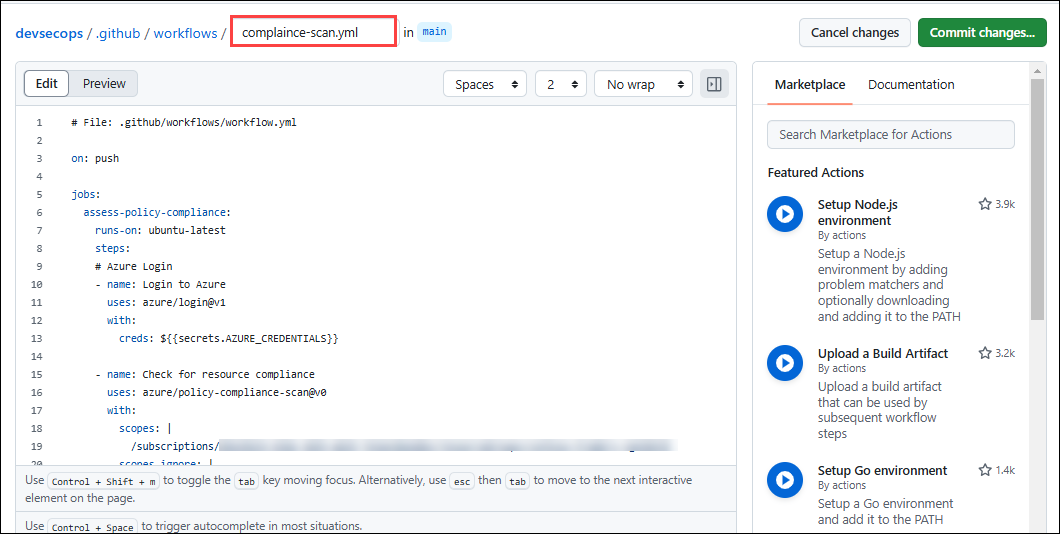 devsecops / .github / workflows / complaince-scan.yml in main Cancel changes Commit changes...
Edit Preview Spaces 2 No wrap
1 # File: .github/workflows/workflow.yml
2
3 on: push
4
5 jobs:
6 assess-policy-compliance:
7 runs-on: ubuntu-latest
8 steps:
9 # Azure Login
10 - name: Login to Azure
11 uses: azure/login@v1
12 with:
13 creds: ${{secrets.AZURE_CREDENTIALS}}
14
15 - name: Check for resource compliance
16 uses: azure/policy-compliance-scan@v0
17 with:
18 scopes: |
19 /subscriptions/
20 scopes-ignore: |
Use Control + Shift + m to toggle the tab key moving focus. Alternatively, use esc then tab to move to the next interactive
element on the page.
Use Control + Space to trigger autocomplete in most situations.
Marketplace Documentation
Search Marketplace for Actions
Featured Actions
Setup Node.js 3.9k
environment
By actions
Setup a Node.js
environment by adding
problem matchers and
optionally downloading
and adding it to the PATH
Upload a Build Artifact 3.2k
By actions
Upload a build artifact
that can be used by
subsequent workflow
steps
Setup Go environment 1.4k
By actions
Setup a Go environment
and add it to the PATH